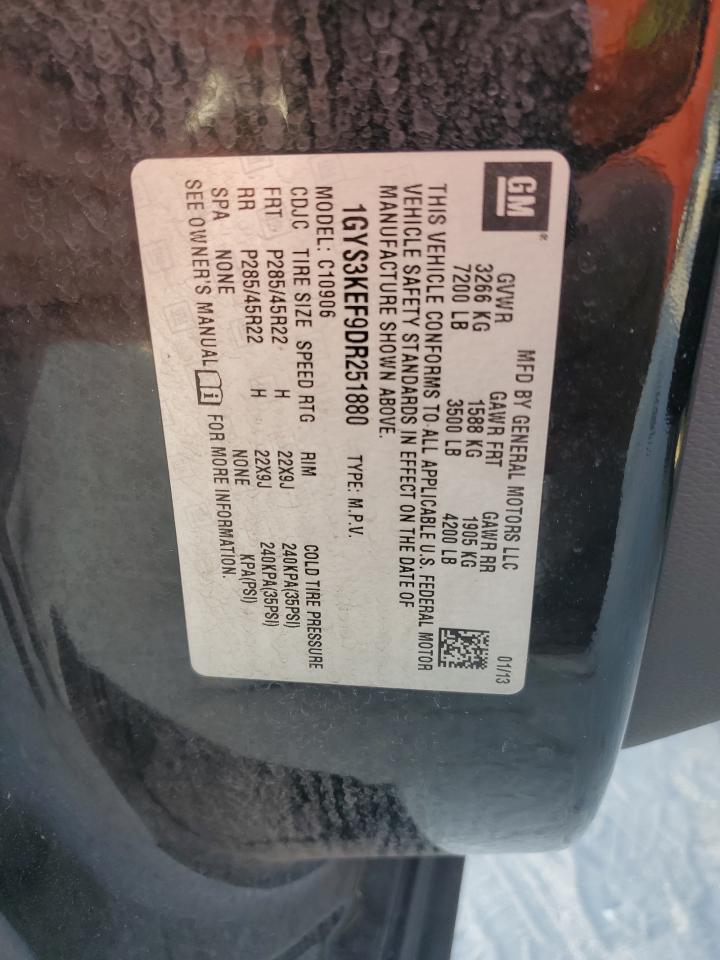 GM® MFD BY GENERAL MOTORS LLC 01/13
GVWR GAWR FRT GAWR RR
3266 KG 1588 KG 1905 KG
7200 LB 3500 LB 4200 LB
THIS VEHICLE CONFORMS TO ALL APPLICABLE U.S. FEDERAL MOTOR
VEHICLE SAFETY STANDARDS IN EFFECT ON THE DATE OF
MANUFACTURE SHOWN ABOVE.
1GYS3KEF9DR251880 TYPE: M.P.V.
MODEL: C10906
CDJC TIRE SIZE SPEED RTG RIM COLD TIRE PRESSURE
FRT P285/45R22 H 22X9J 240KPA(35PSI)
RR P285/45R22 H 22X9J 240KPA(35PSI)
SPA NONE NONE KPA(PSI)
SEE OWNER'S MANUAL FOR MORE INFORMATION.